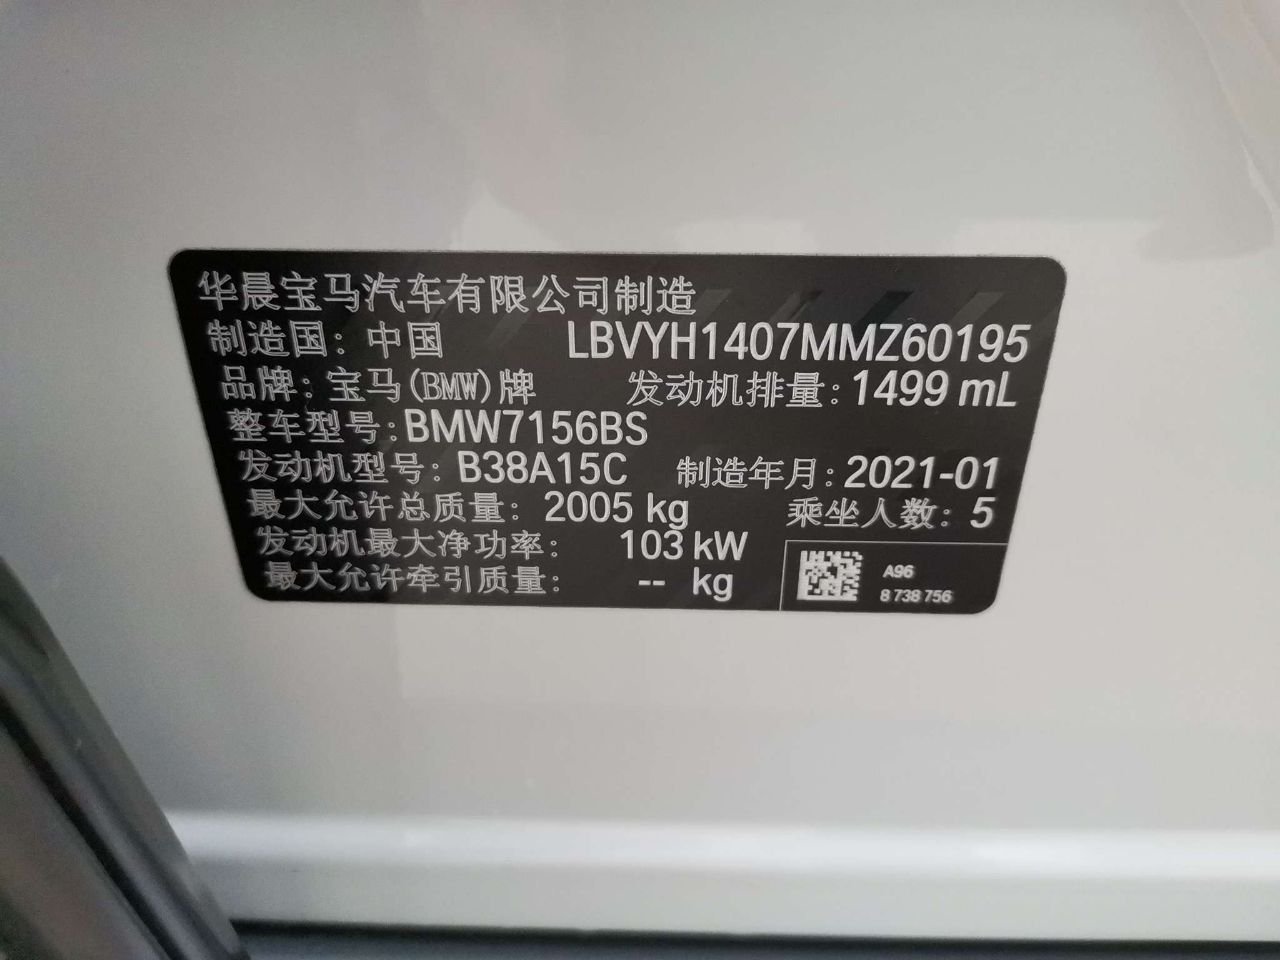 华晨宝马汽车有限公司制造
制造国：中国 LBVYH1407MMZ60195
品牌：宝马(BMW)牌 发动机排量：1499 mL
整车型号：BMW7156BS
发动机型号：B38A15C 制造年月：2021-01
最大允许总质量：2005 kg 乘坐人数：5
发动机最大净功率：103 kW
最大允许牵引质量：-- kg
A96
8 738 756